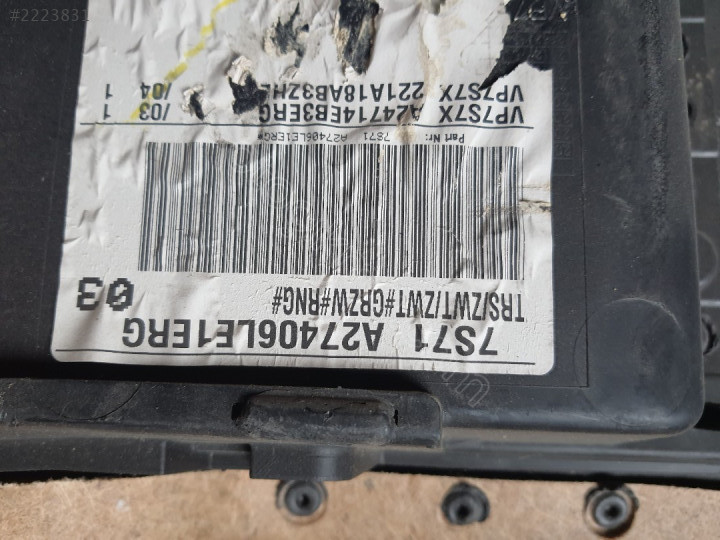 #2223831
7S71 A27406LE1ERG
TRS/ZWT/ZWT#GRZW#RNG#
03
Part Nr: 7S71 A27406LE1ERG*
VP7S7X A24714EB3ERG /03 1
VP7S7X 221A18AB3ZHE /04 1